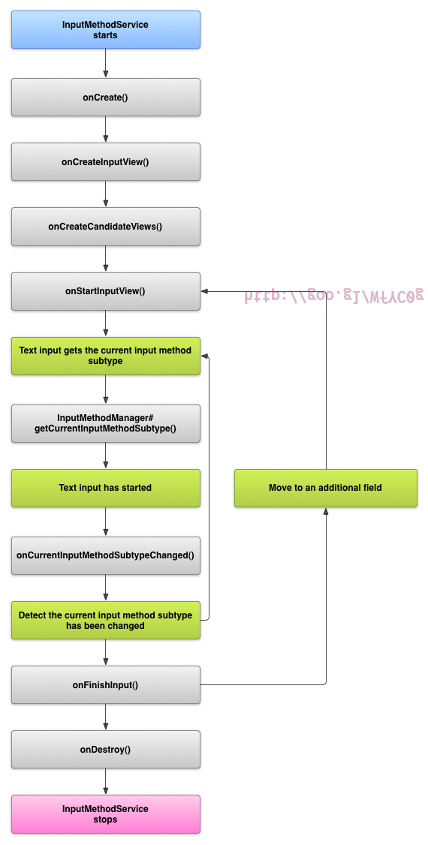 InputMethodService
starts
onCreate()
onCreateInputView()
onCreateCandidateViews()
onStartInputView()
http://goo.gl/MfYC0g
Text input gets the current input method
subtype
InputMethodManager#
getCurrentInputMethodSubtype()
Text input has started
Move to an additional field
onCurrentInputMethodSubtypeChanged()
Detect the current input method subtype
has been changed
onFinishInput()
onDestroy()
InputMethodService
stops